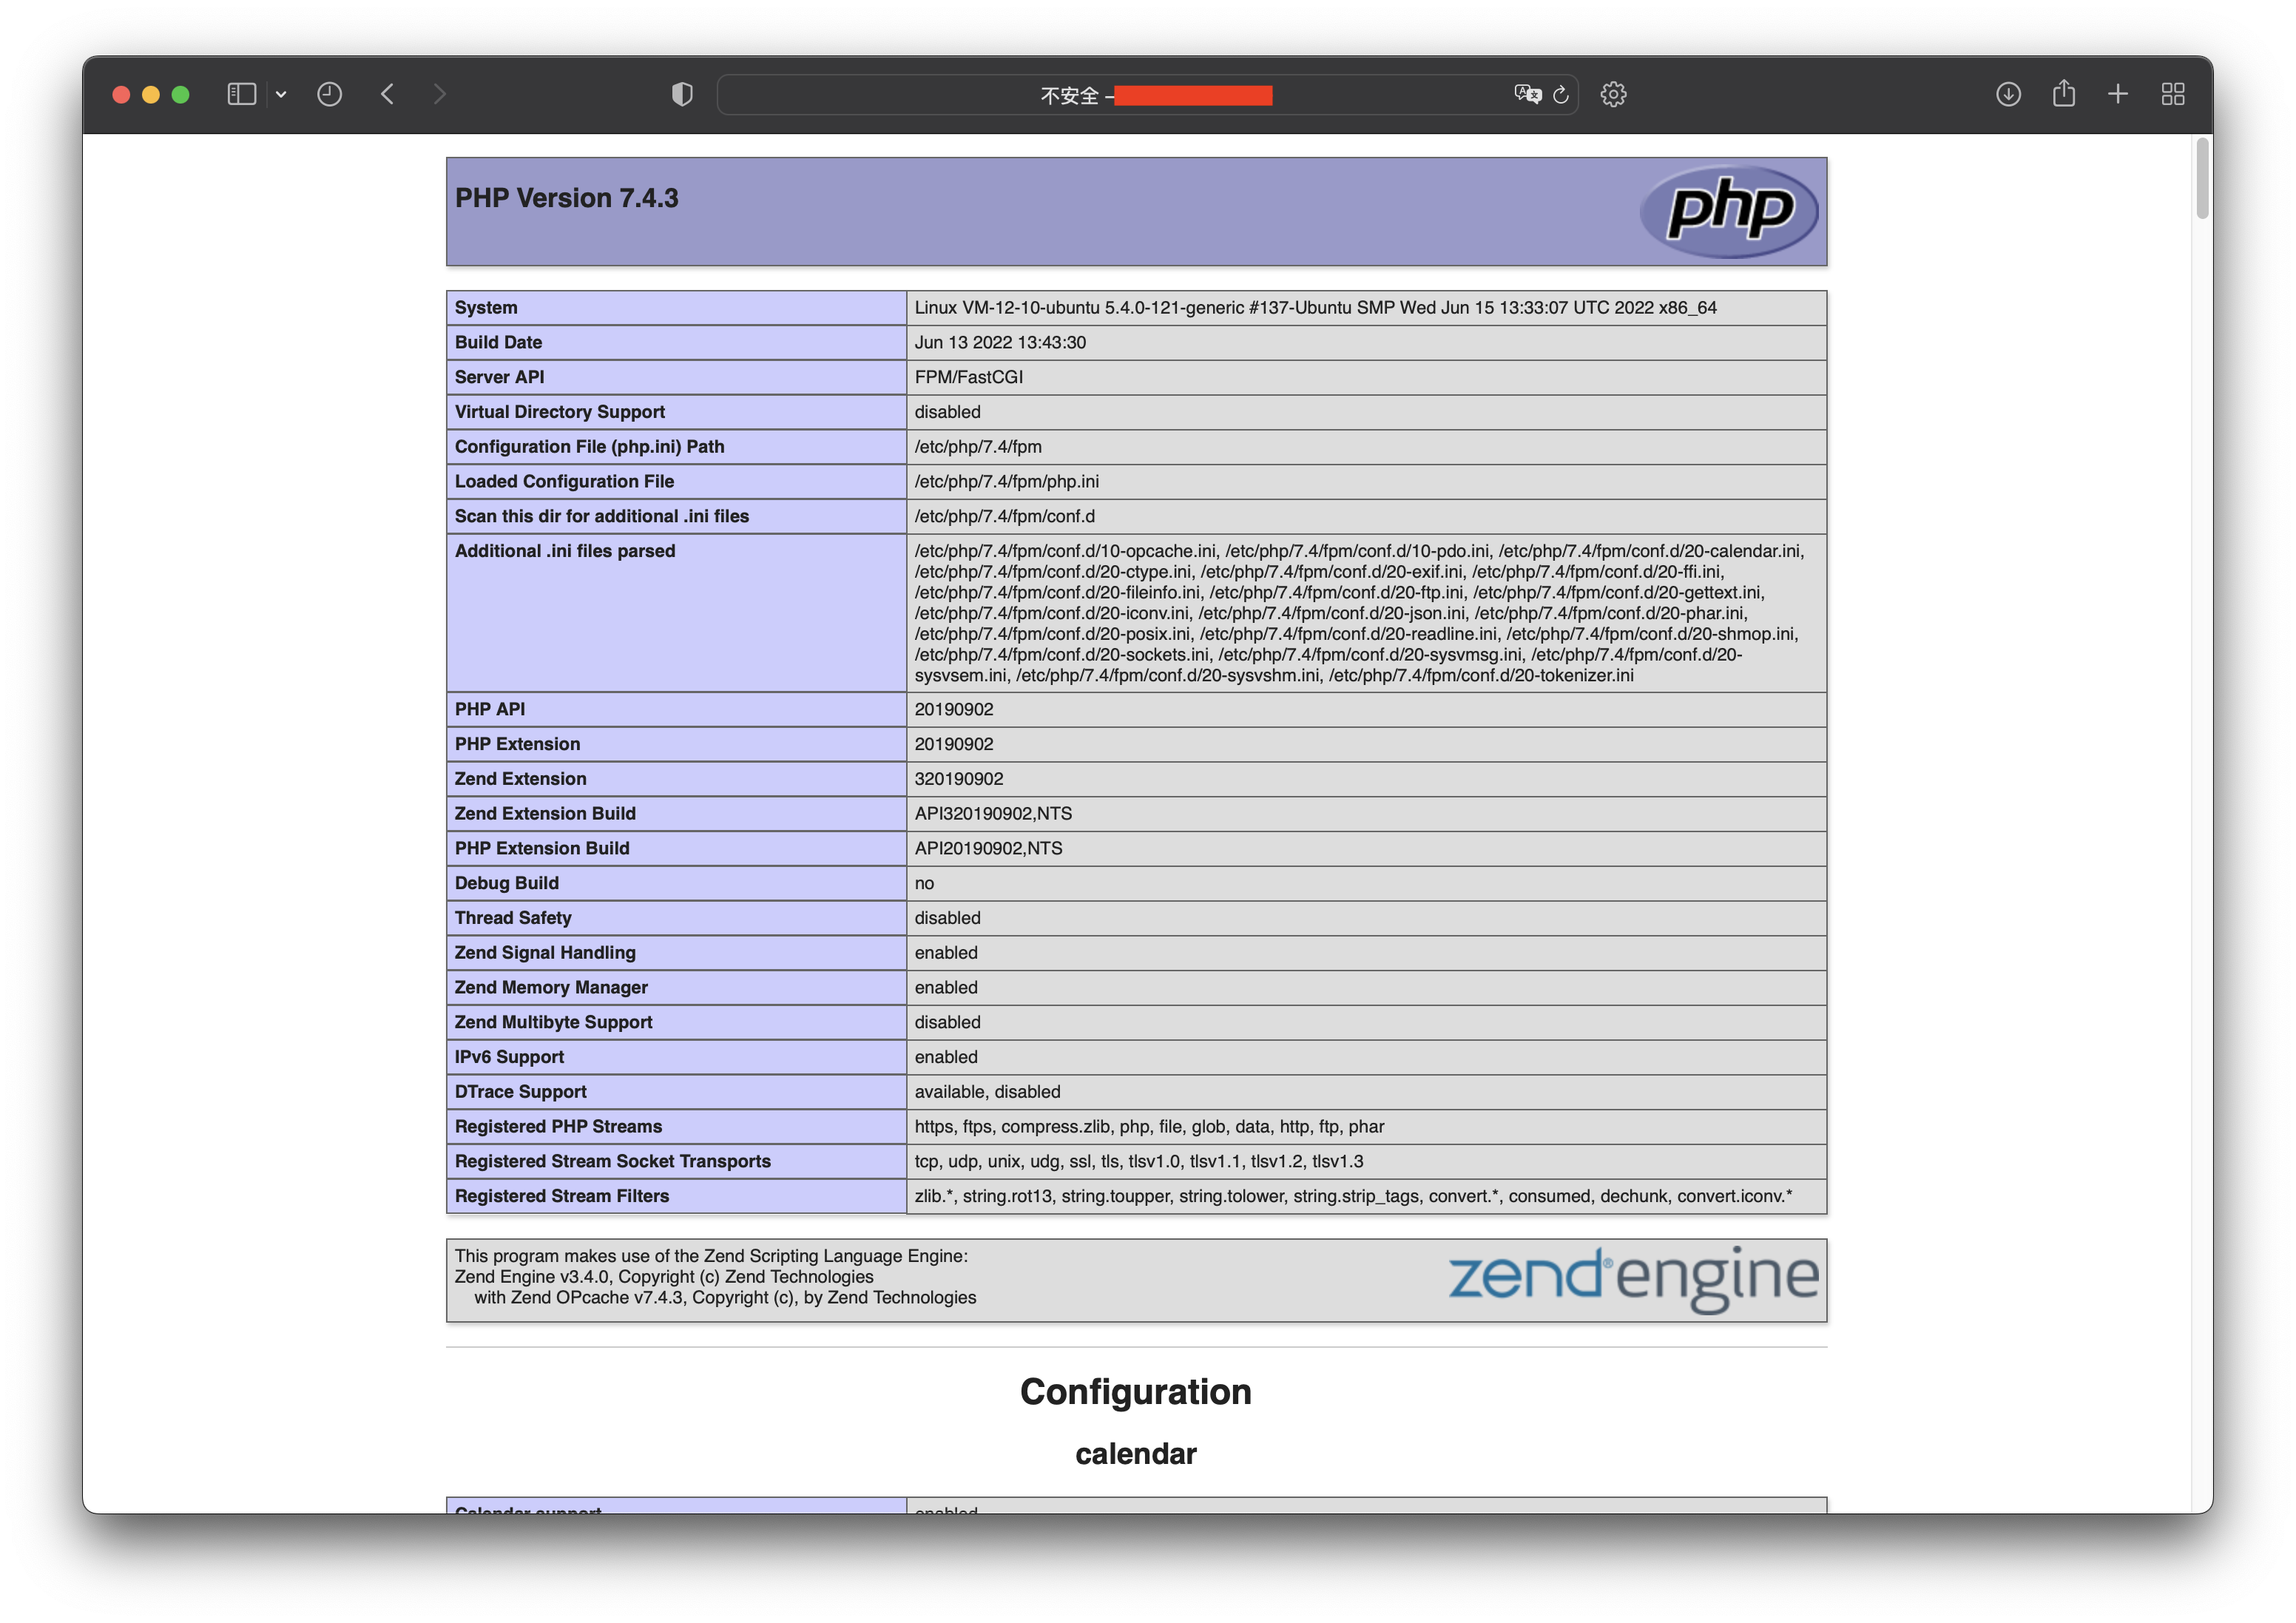 不安全 –
PHP Version 7.4.3
php
System Linux VM-12-10-ubuntu 5.4.0-121-generic #137-Ubuntu SMP Wed Jun 15 13:33:07 UTC 2022 x86_64
Build Date Jun 13 2022 13:43:30
Server API FPM/FastCGI
Virtual Directory Support disabled
Configuration File (php.ini) Path /etc/php/7.4/fpm
Loaded Configuration File /etc/php/7.4/fpm/php.ini
Scan this dir for additional .ini files /etc/php/7.4/fpm/conf.d
Additional .ini files parsed /etc/php/7.4/fpm/conf.d/10-opcache.ini, /etc/php/7.4/fpm/conf.d/10-pdo.ini, /etc/php/7.4/fpm/conf.d/20-calendar.ini,
/etc/php/7.4/fpm/conf.d/20-ctype.ini, /etc/php/7.4/fpm/conf.d/20-exif.ini, /etc/php/7.4/fpm/conf.d/20-ffi.ini,
/etc/php/7.4/fpm/conf.d/20-fileinfo.ini, /etc/php/7.4/fpm/conf.d/20-ftp.ini, /etc/php/7.4/fpm/conf.d/20-gettext.ini,
/etc/php/7.4/fpm/conf.d/20-iconv.ini, /etc/php/7.4/fpm/conf.d/20-json.ini, /etc/php/7.4/fpm/conf.d/20-phar.ini,
/etc/php/7.4/fpm/conf.d/20-posix.ini, /etc/php/7.4/fpm/conf.d/20-readline.ini, /etc/php/7.4/fpm/conf.d/20-shmop.ini,
/etc/php/7.4/fpm/conf.d/20-sockets.ini, /etc/php/7.4/fpm/conf.d/20-sysvmsg.ini, /etc/php/7.4/fpm/conf.d/20-
sysvsem.ini, /etc/php/7.4/fpm/conf.d/20-sysvshm.ini, /etc/php/7.4/fpm/conf.d/20-tokenizer.ini
PHP API 20190902
PHP Extension 20190902
Zend Extension 320190902
Zend Extension Build API320190902,NTS
PHP Extension Build API20190902,NTS
Debug Build no
Thread Safety disabled
Zend Signal Handling enabled
Zend Memory Manager enabled
Zend Multibyte Support disabled
IPv6 Support enabled
DTrace Support available, disabled
Registered PHP Streams https, ftps, compress.zlib, php, file, glob, data, http, ftp, phar
Registered Stream Socket Transports tcp, udp, unix, udg, ssl, tls, tlsv1.0, tlsv1.1, tlsv1.2, tlsv1.3
Registered Stream Filters zlib.*, string.rot13, string.toupper, string.tolower, string.strip_tags, convert.*, consumed, dechunk, convert.iconv.*
This program makes use of the Zend Scripting Language Engine:
Zend Engine v3.4.0, Copyright (c) Zend Technologies
with Zend OPcache v7.4.3, Copyright (c), by Zend Technologies
zend® engine
Configuration
calendar
Calendar support enabled